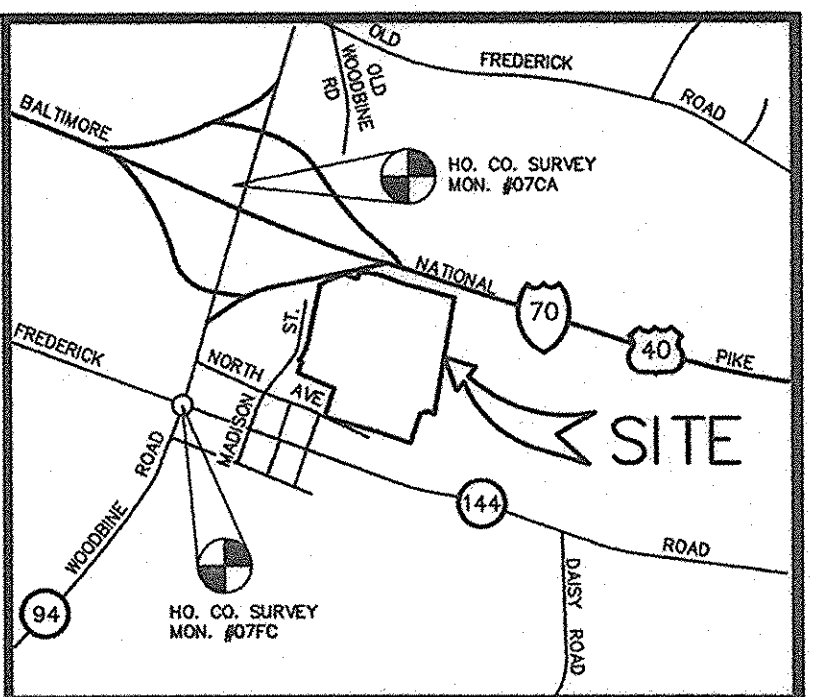 OLD
FREDERICK
ROAD
OLD
WOODBINE
RD
BALTIMORE
HO. CO. SURVEY
MON. #07CA
NATIONAL
70
40
PIKE
ST.
FREDERICK
NORTH
AVE
MADISON
SITE
ROAD
WOODBINE
144
ROAD
DAISY ROAD
94
HO. CO. SURVEY
MON. #07FC